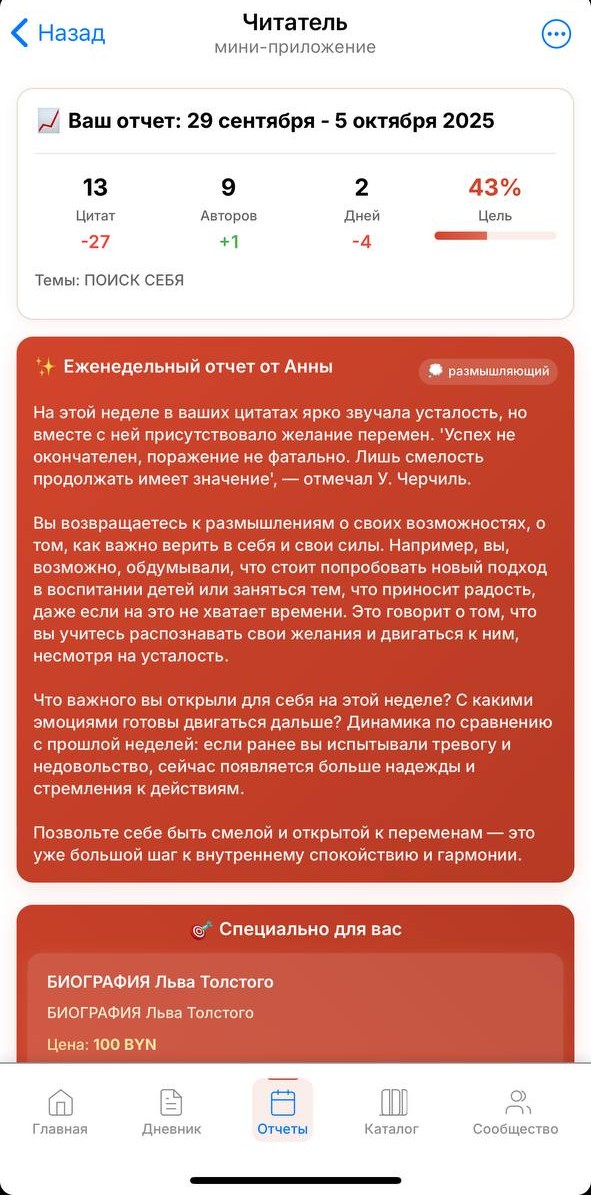 Назад
Читатель
мини-приложение
Ваш отчет: 29 сентября - 5 октября 2025
13 9 2 43%
Цитат Авторов Дней Цель
-27 +1 -4
Темы: ПОИСК СЕБЯ
Еженедельный отчет от Анны
размышляющий
На этой неделе в ваших цитатах ярко звучала усталость, но
вместе с ней присутствовало желание перемен. 'Успех не
окончателен, поражение не фатально. Лишь смелость
продолжать имеет значение', — отмечал У. Черчиль.
Вы возвращаетесь к размышлениям о своих возможностях, о
том, как важно верить в себя и свои силы. Например, вы,
возможно, обдумывали, что стоит попробовать новый подход
в воспитании детей или заняться тем, что приносит радость,
даже если на это не хватает времени. Это говорит о том, что
вы учитесь распознавать свои желания и двигаться к ним,
несмотря на усталость.
Что важного вы открыли для себя на этой неделе? С какими
эмоциями готовы двигаться дальше? Динамика по сравнению
с прошлой неделей: если ранее вы испытывали тревогу и
недовольство, сейчас появляется больше надежды и
стремления к действиям.
Позвольте себе быть смелой и открытой к переменам — это
уже большой шаг к внутреннему спокойствию и гармонии.
Специально для вас
БИОГРАФИЯ Льва Толстого
БИОГРАФИЯ Льва Толстого
Цена: 100 BYN
Главная Дневник Отчеты Каталог Сообщество